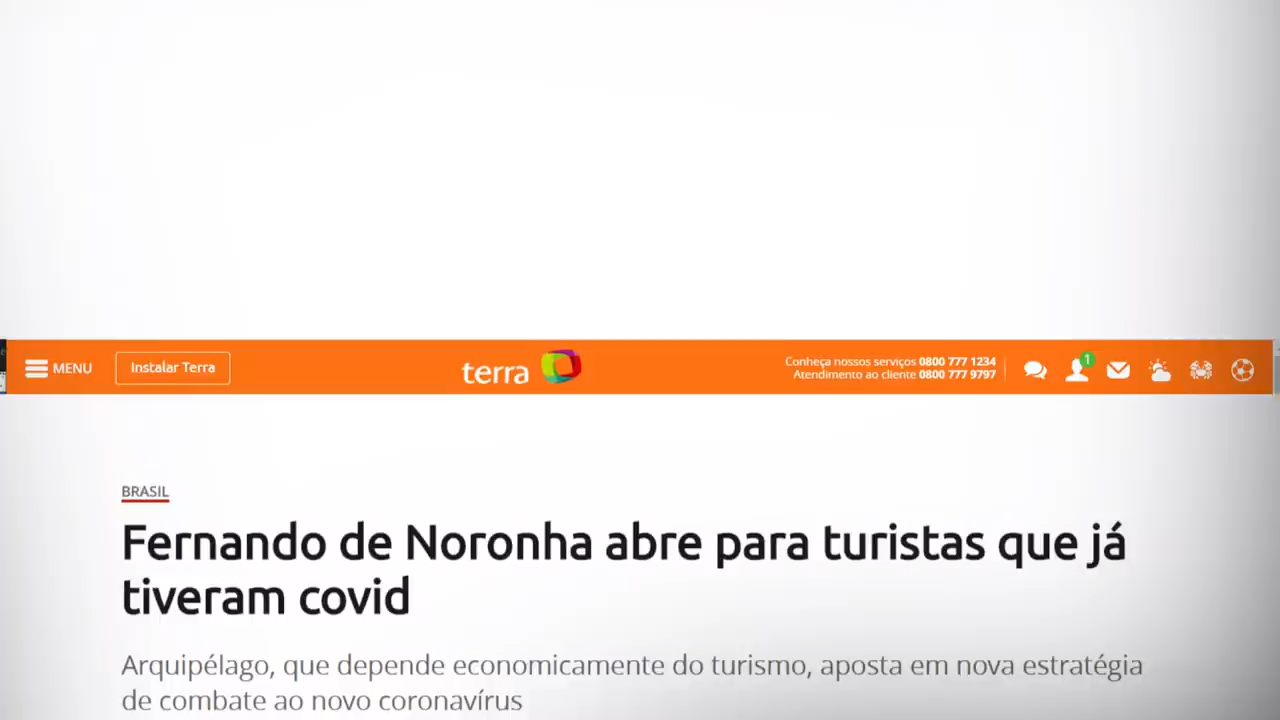 MENU
Instalar Terra
terra
Conheça nossos serviços 0800 777 1234
Atendimento ao cliente 0800 777 9797
1
BRASIL
Fernando de Noronha abre para turistas que já
tiveram covid
Arquipélago, que depende economicamente do turismo, aposta em nova estratégia
de combate ao novo coronavírus